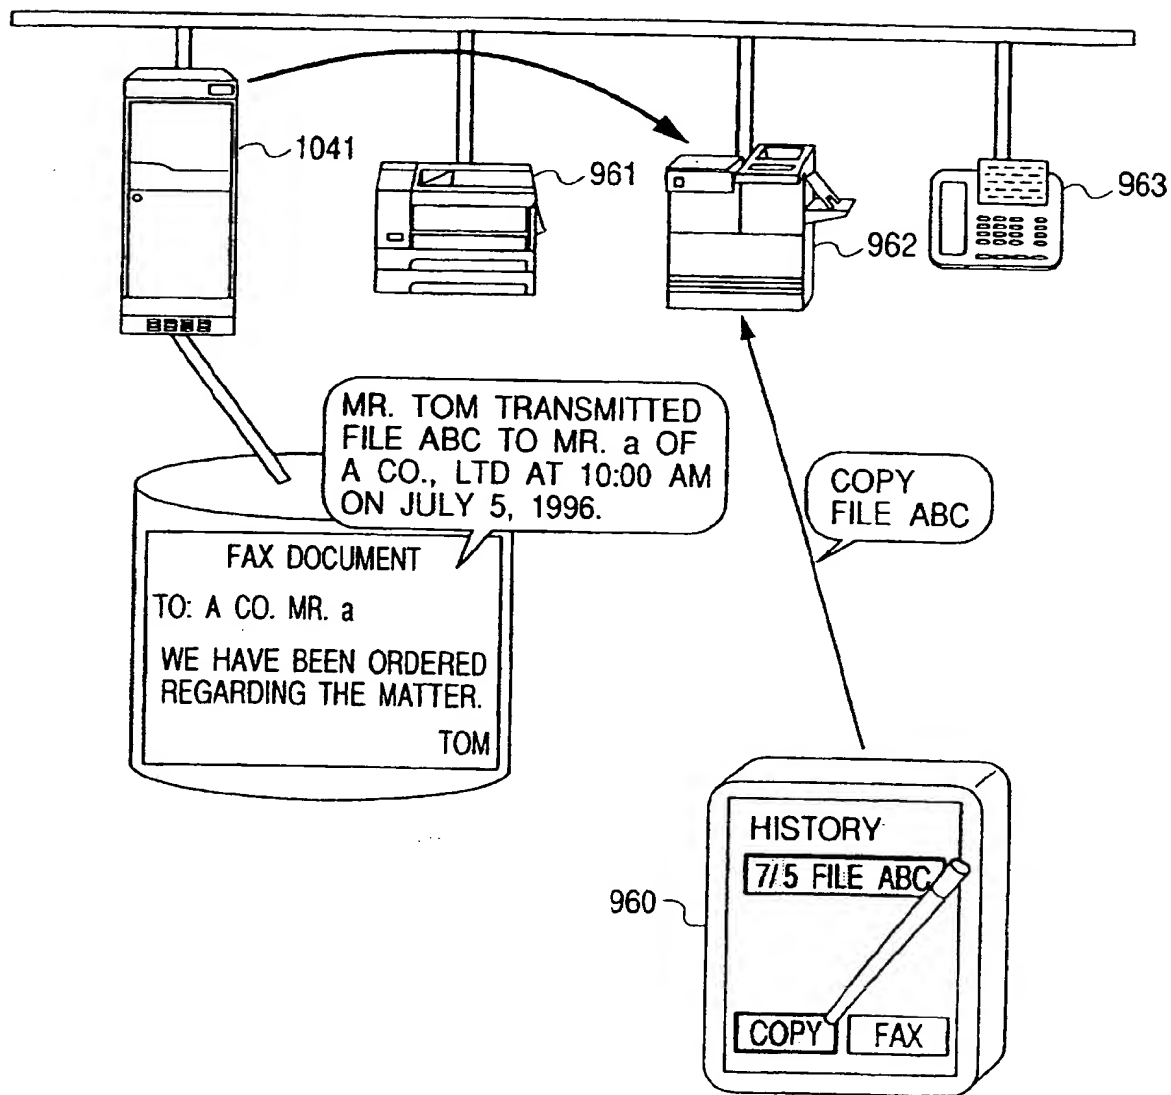 1041
961
962
963
MR. TOM TRANSMITTED
FILE ABC TO MR. a OF
A CO., LTD AT 10:00 AM
ON JULY 5, 1996.
COPY
FILE ABC
FAX DOCUMENT
TO: A CO. MR. a
WE HAVE BEEN ORDERED
REGARDING THE MATTER.
TOM
960
HISTORY
7/5 FILE ABC
COPY
FAX